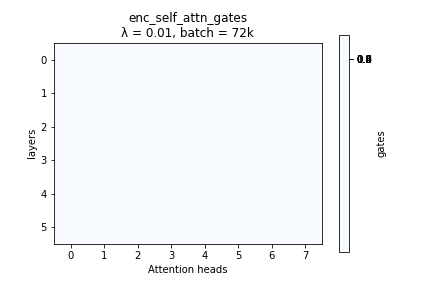 enc_self_attn_gates
λ = 0.01, batch = 72k
0
1
2
3
4
5
layers
0 1 2 3 4 5 6 7
Attention heads
gates